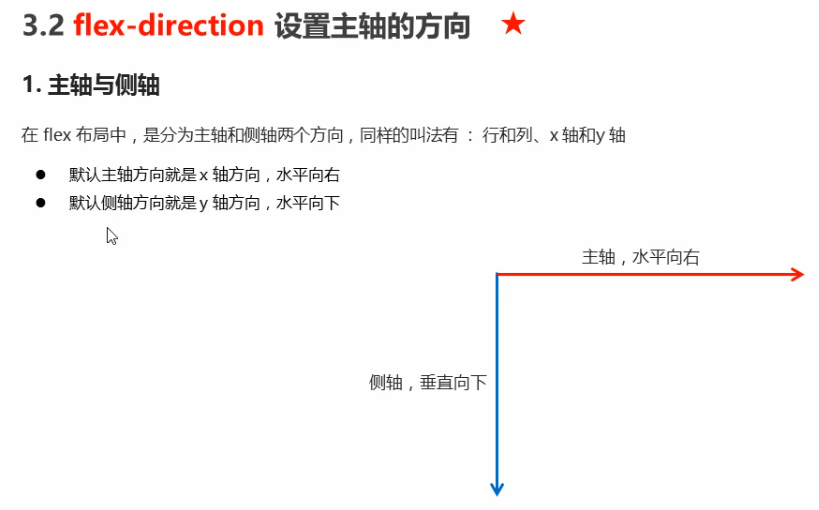 3.2 flex-direction 设置主轴的方向 ★
1. 主轴与侧轴
在 flex 布局中，是分为主轴和侧轴两个方向，同样的叫法有 ： 行和列、x 轴和y 轴
● 默认主轴方向就是 x 轴方向，水平向右
● 默认侧轴方向就是 y 轴方向，水平向下
主轴，水平向右
侧轴，垂直向下